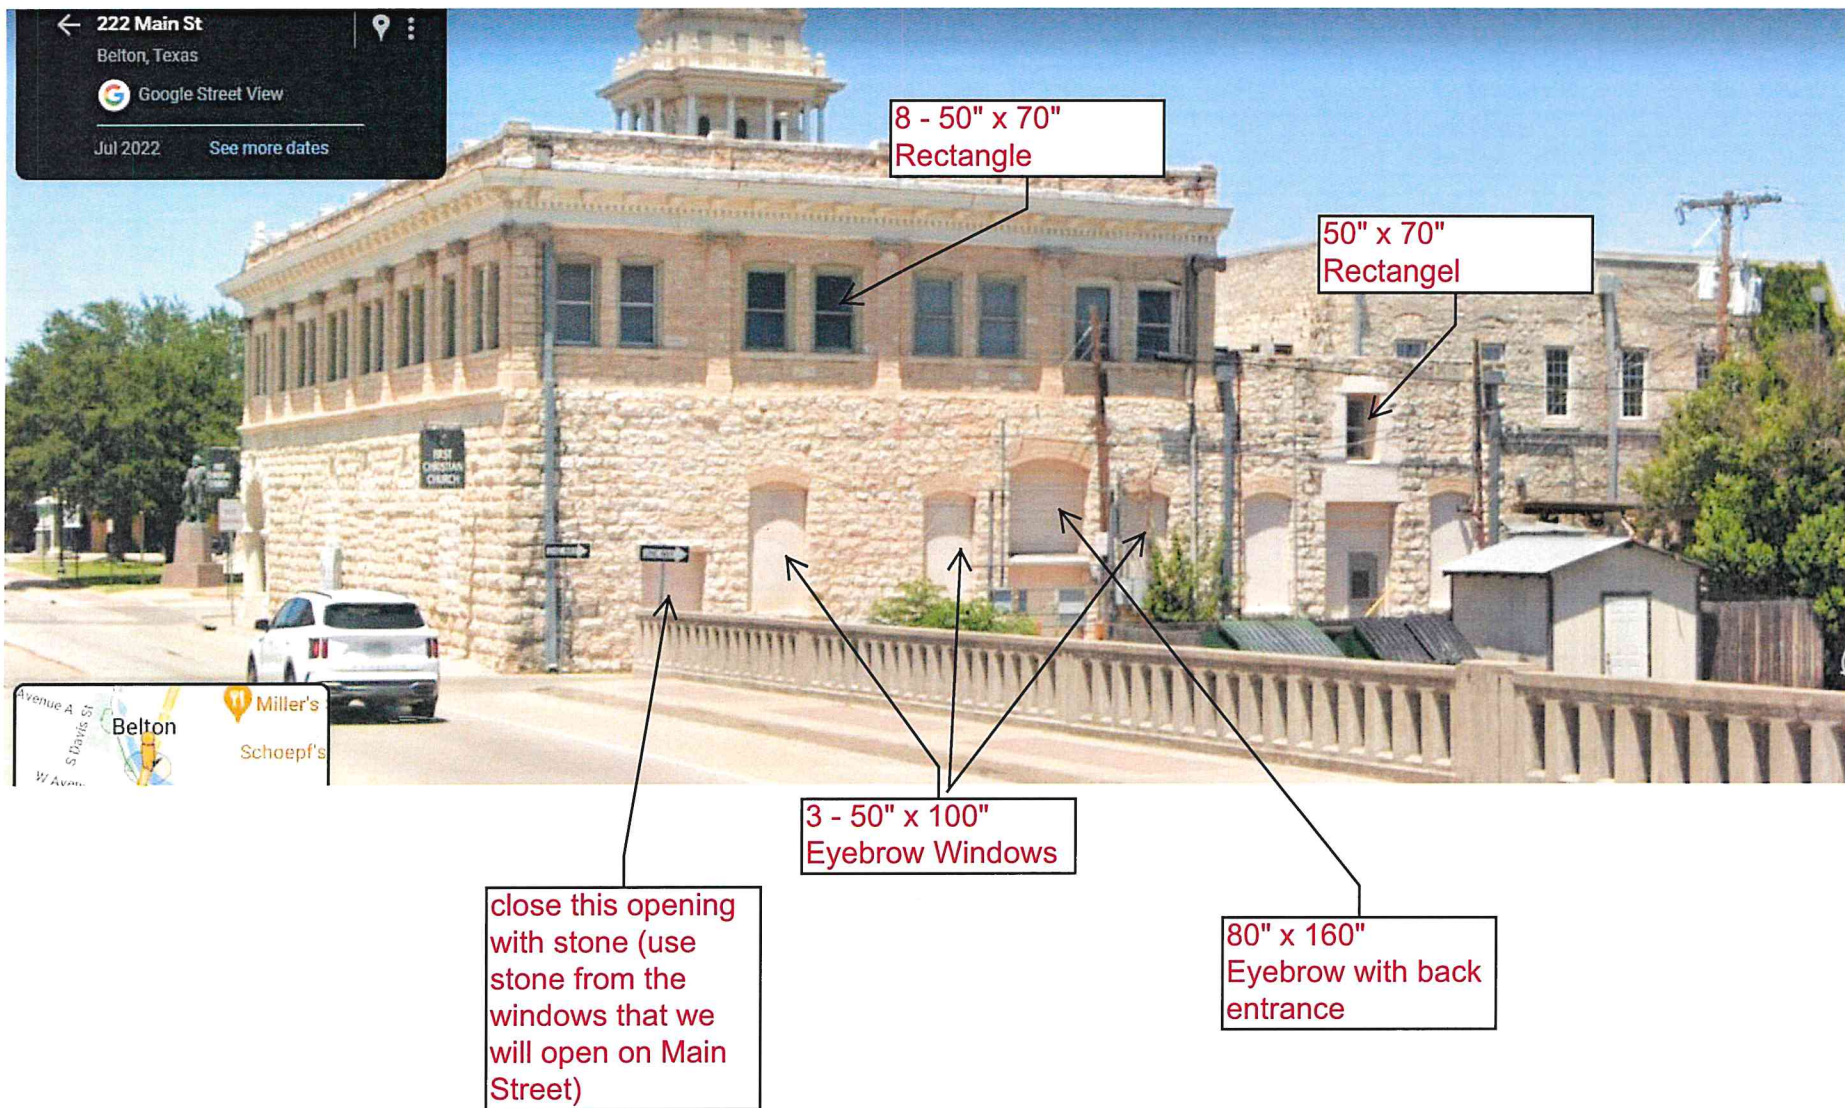 222 Main St
Belton, Texas
Google Street View
Jul 2022 See more dates
8 - 50" x 70"
Rectangle
50" x 70"
Rectangel
FIRST
CHRISTIAN
CHURCH
Avenue A
S Davis St
Belton
Miller's
Schoepf's
W Aven
3 - 50" x 100"
Eyebrow Windows
close this opening
with stone (use
stone from the
windows that we
will open on Main
Street)
80" x 160"
Eyebrow with back
entrance